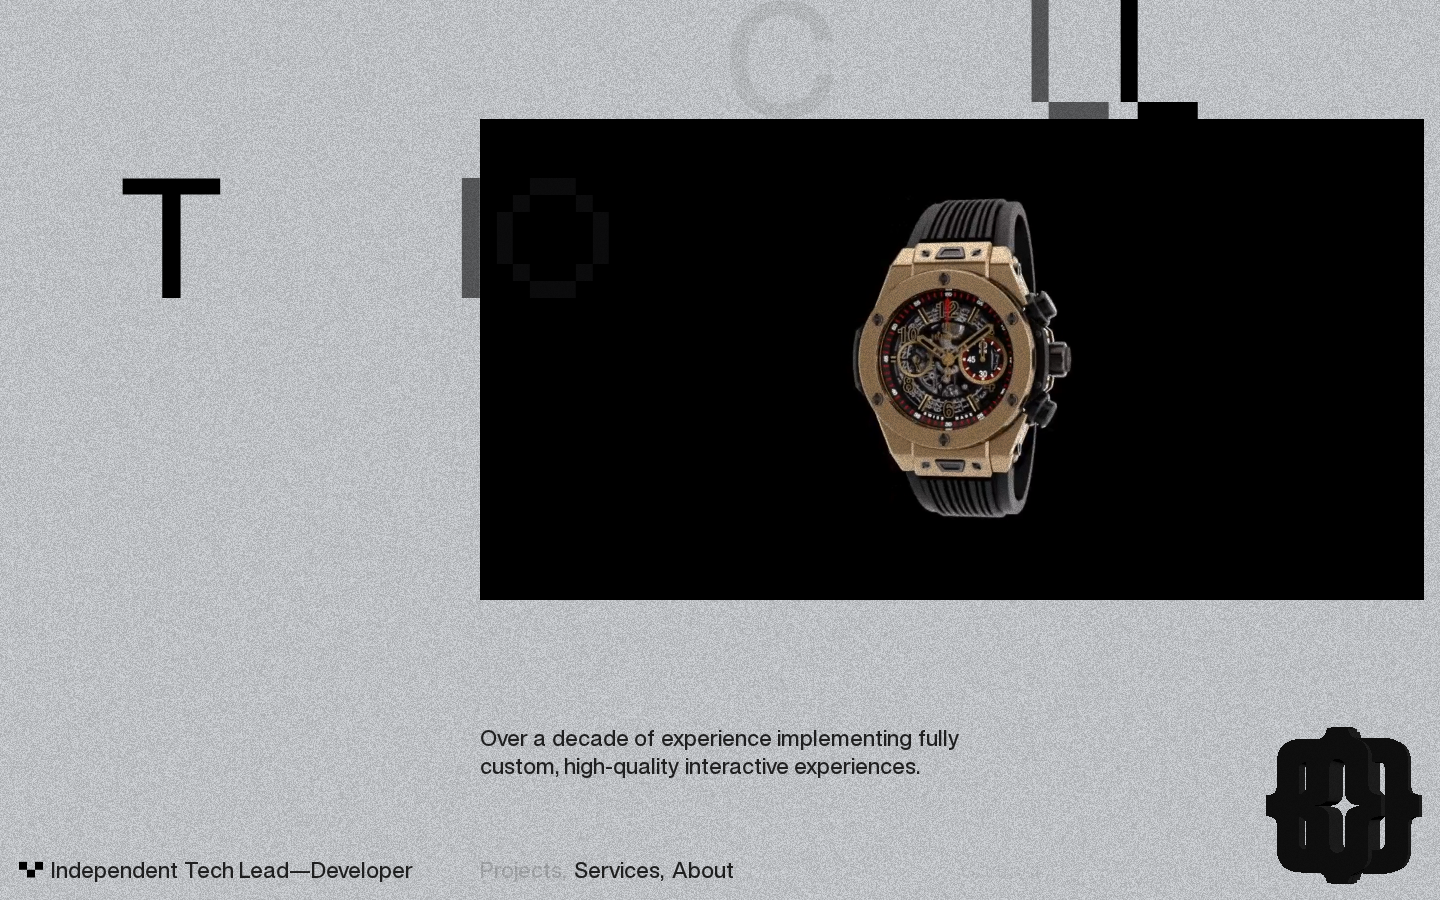 C L L
T
Over a decade of experience implementing fully
custom, high-quality interactive experiences.
Independent Tech Lead—Developer
Projects, Services, About